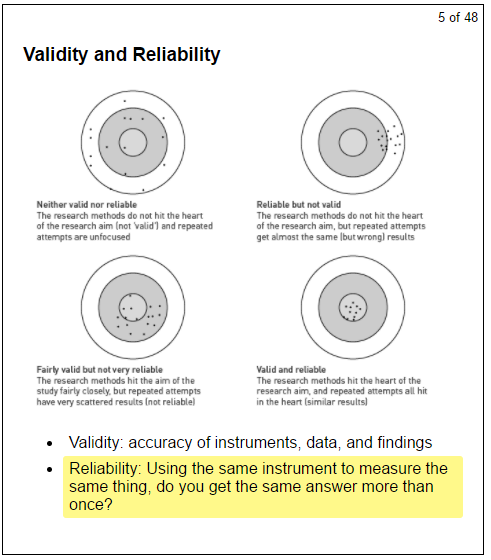 5 of 48
Validity and Reliability
Neither valid nor reliable
The research methods do not hit the heart
of the research aim (not 'valid') and repeated
attempts are unfocused
Reliable but not valid
The research methods do not hit the heart
of the research aim, but repeated attempts
get almost the same (but wrong) results
Fairly valid but not very reliable
The research methods hit the aim of the
study fairly closely, but repeated attempts
have very scattered results (not reliable)
Valid and reliable
The research methods hit the heart of the
research aim, and repeated attempts all hit
in the heart (similar results)
• Validity: accuracy of instruments, data, and findings
• Reliability: Using the same instrument to measure the
same thing, do you get the same answer more than
once?